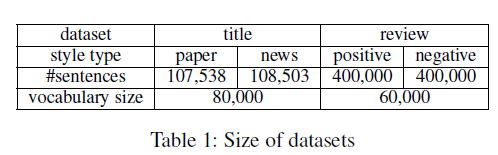 dataset title review
style type paper news positive negative
#sentences 107,538 108,503 400,000 400,000
vocabulary size 80,000 60,000
Table 1: Size of datasets